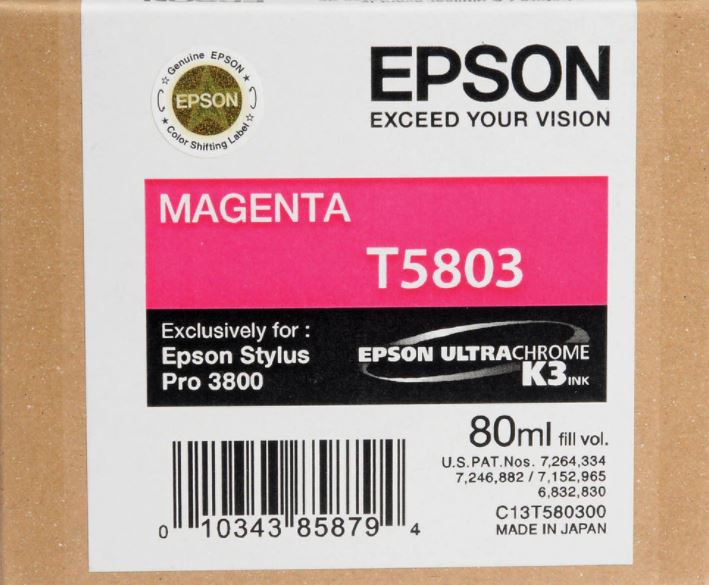 Genuine EPSON
EPSON
Color Shifting Label
EPSON
EXCEED YOUR VISION
MAGENTA
T5803
Exclusively for :
Epson Stylus
Pro 3800
EPSON ULTRACHROME
K3 INK
80ml fill vol.
U.S.PAT.Nos. 7,264,334
7,246,882 / 7,152,965
6,832,830
C13T580300
MADE IN JAPAN
0 10343 85879 4